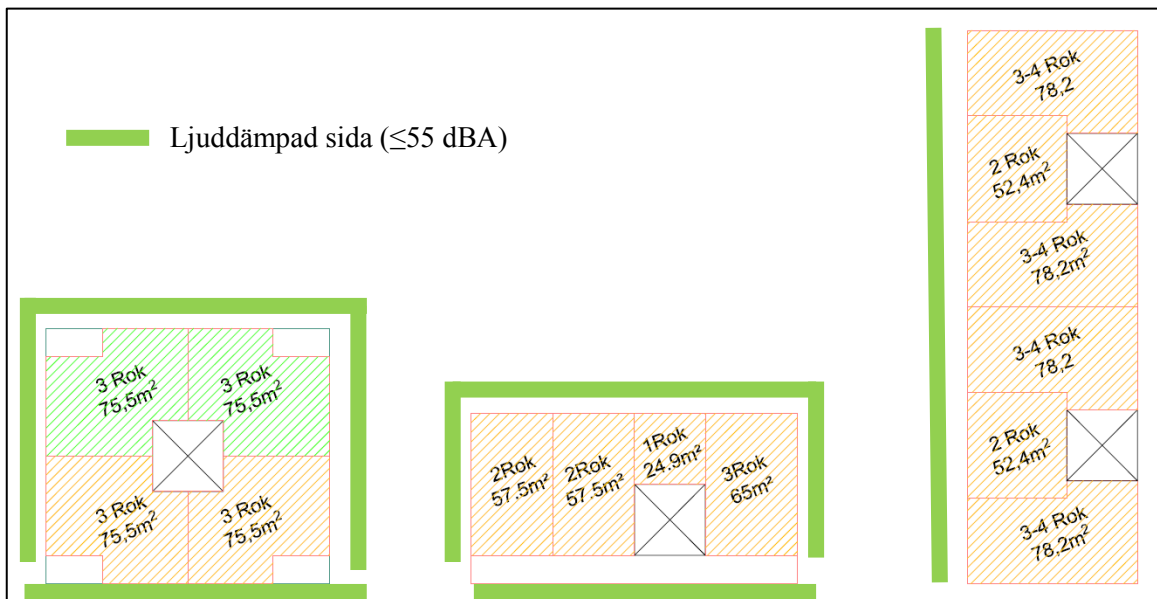 Ljuddämpad sida (≤55 dBA)
3 Rok
75,5m²
3 Rok
75,5m²
3 Rok
75,5m²
3 Rok
75,5m²
2Rok
57.5m²
2Rok
57.5m²
1Rok
24.9m²
3Rok
65m²
3-4 Rok
78,2
2 Rok
52,4m²
3-4 Rok
78,2m²
3-4 Rok
78,2
2 Rok
52,4m²
3-4 Rok
78,2m²